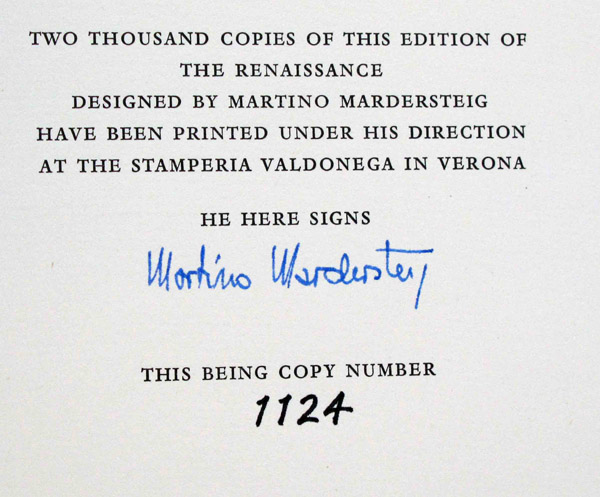 TWO THOUSAND COPIES OF THIS EDITION OF
THE RENAISSANCE
DESIGNED BY MARTINO MARDERSTEIG
HAVE BEEN PRINTED UNDER HIS DIRECTION
AT THE STAMPERIA VALDONEGA IN VERONA
HE HERE SIGNS
Martino Mardersteig
THIS BEING COPY NUMBER
1124